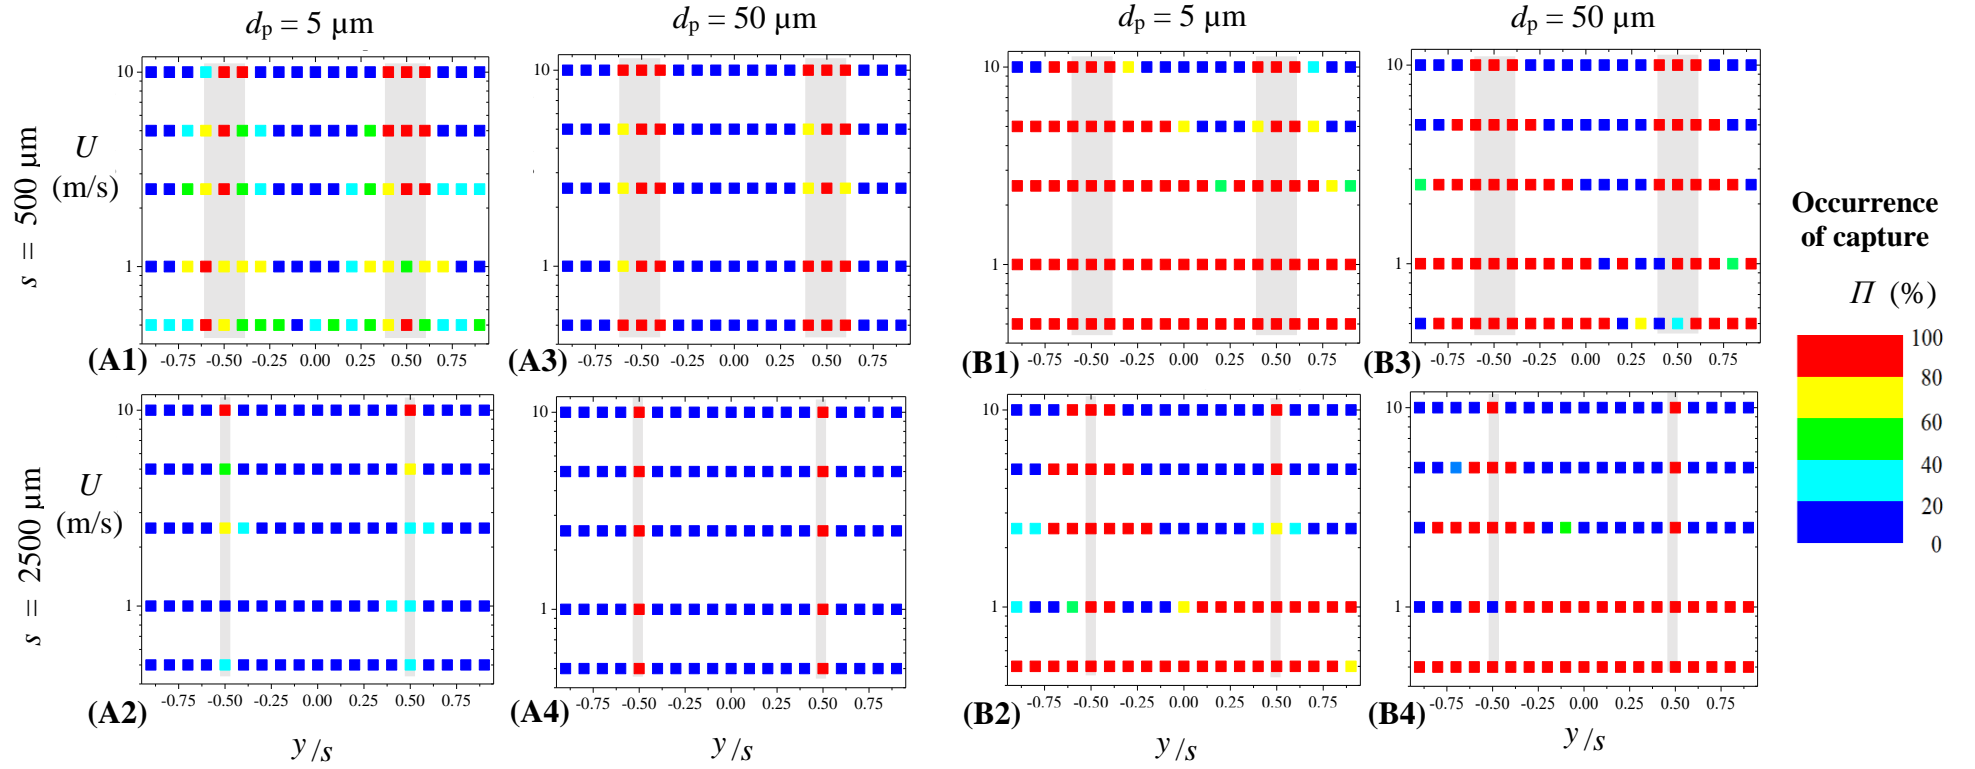 d_p = 5 µm
d_p = 50 µm
d_p = 5 µm
d_p = 50 µm
s = 500 µm
U
(m/s)
10
1
10
1
10
1
10
1
(A1)
-0.75 -0.50 -0.25 0.00 0.25 0.50 0.75
(A3)
-0.75 -0.50 -0.25 0.00 0.25 0.50 0.75
(B1)
-0.75 -0.50 -0.25 0.00 0.25 0.50 0.75
(B3)
-0.75 -0.50 -0.25 0.00 0.25 0.50 0.75
Occurrence
of capture
Π (%)
100
80
60
40
20
0
s = 2500 µm
U
(m/s)
10
1
10
1
10
1
10
1
(A2)
-0.75 -0.50 -0.25 0.00 0.25 0.50 0.75
(A4)
-0.75 -0.50 -0.25 0.00 0.25 0.50 0.75
(B2)
-0.75 -0.50 -0.25 0.00 0.25 0.50 0.75
(B4)
-0.75 -0.50 -0.25 0.00 0.25 0.50 0.75
y/s
y/s
y/s
y/s